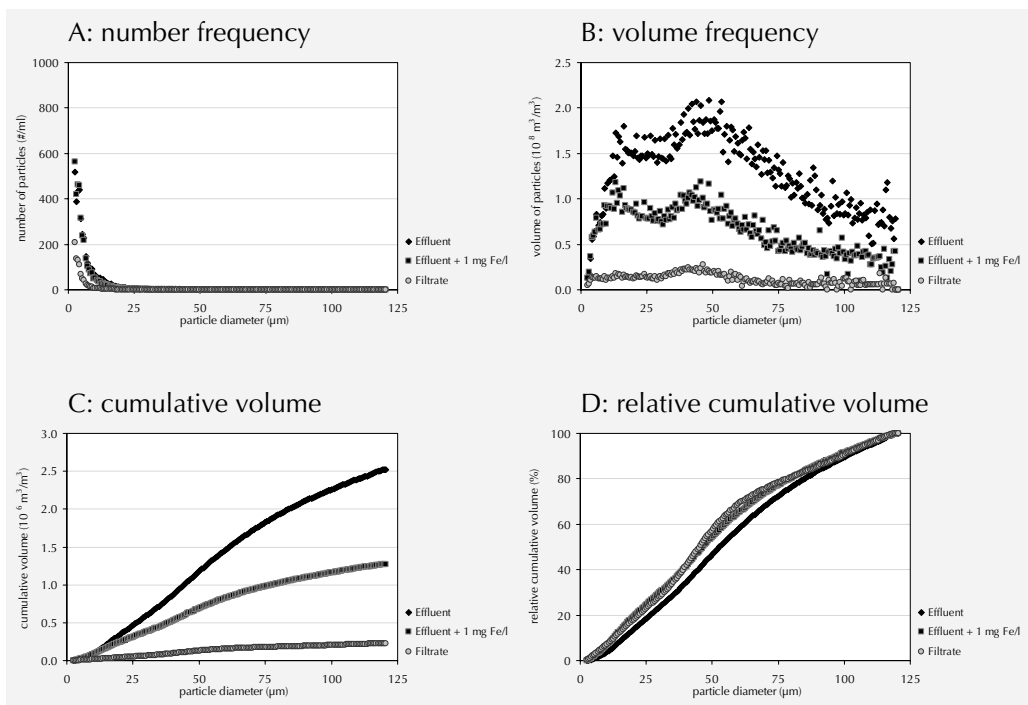 A: number frequency
1000
800
600
400
200
0
number of particles (#/ml)
0 25 50 75 100 125
particle diameter (µm)
Effluent
Effluent + 1 mg Fe/l
Filtrate
B: volume frequency
2.5
2.0
1.5
1.0
0.5
0.0
volume of particles (10⁻⁸ m³/m³)
0 25 50 75 100 125
particle diameter (µm)
Effluent
Effluent + 1 mg Fe/l
Filtrate
C: cumulative volume
3.0
2.5
2.0
1.5
1.0
0.5
0.0
cumulative volume (10⁻⁶ m³/m³)
0 25 50 75 100 125
particle diameter (µm)
Effluent
Effluent + 1 mg Fe/l
Filtrate
D: relative cumulative volume
100
80
60
40
20
0
relative cumulative volume (%)
0 25 50 75 100 125
particle diameter (µm)
Effluent
Effluent + 1 mg Fe/l
Filtrate